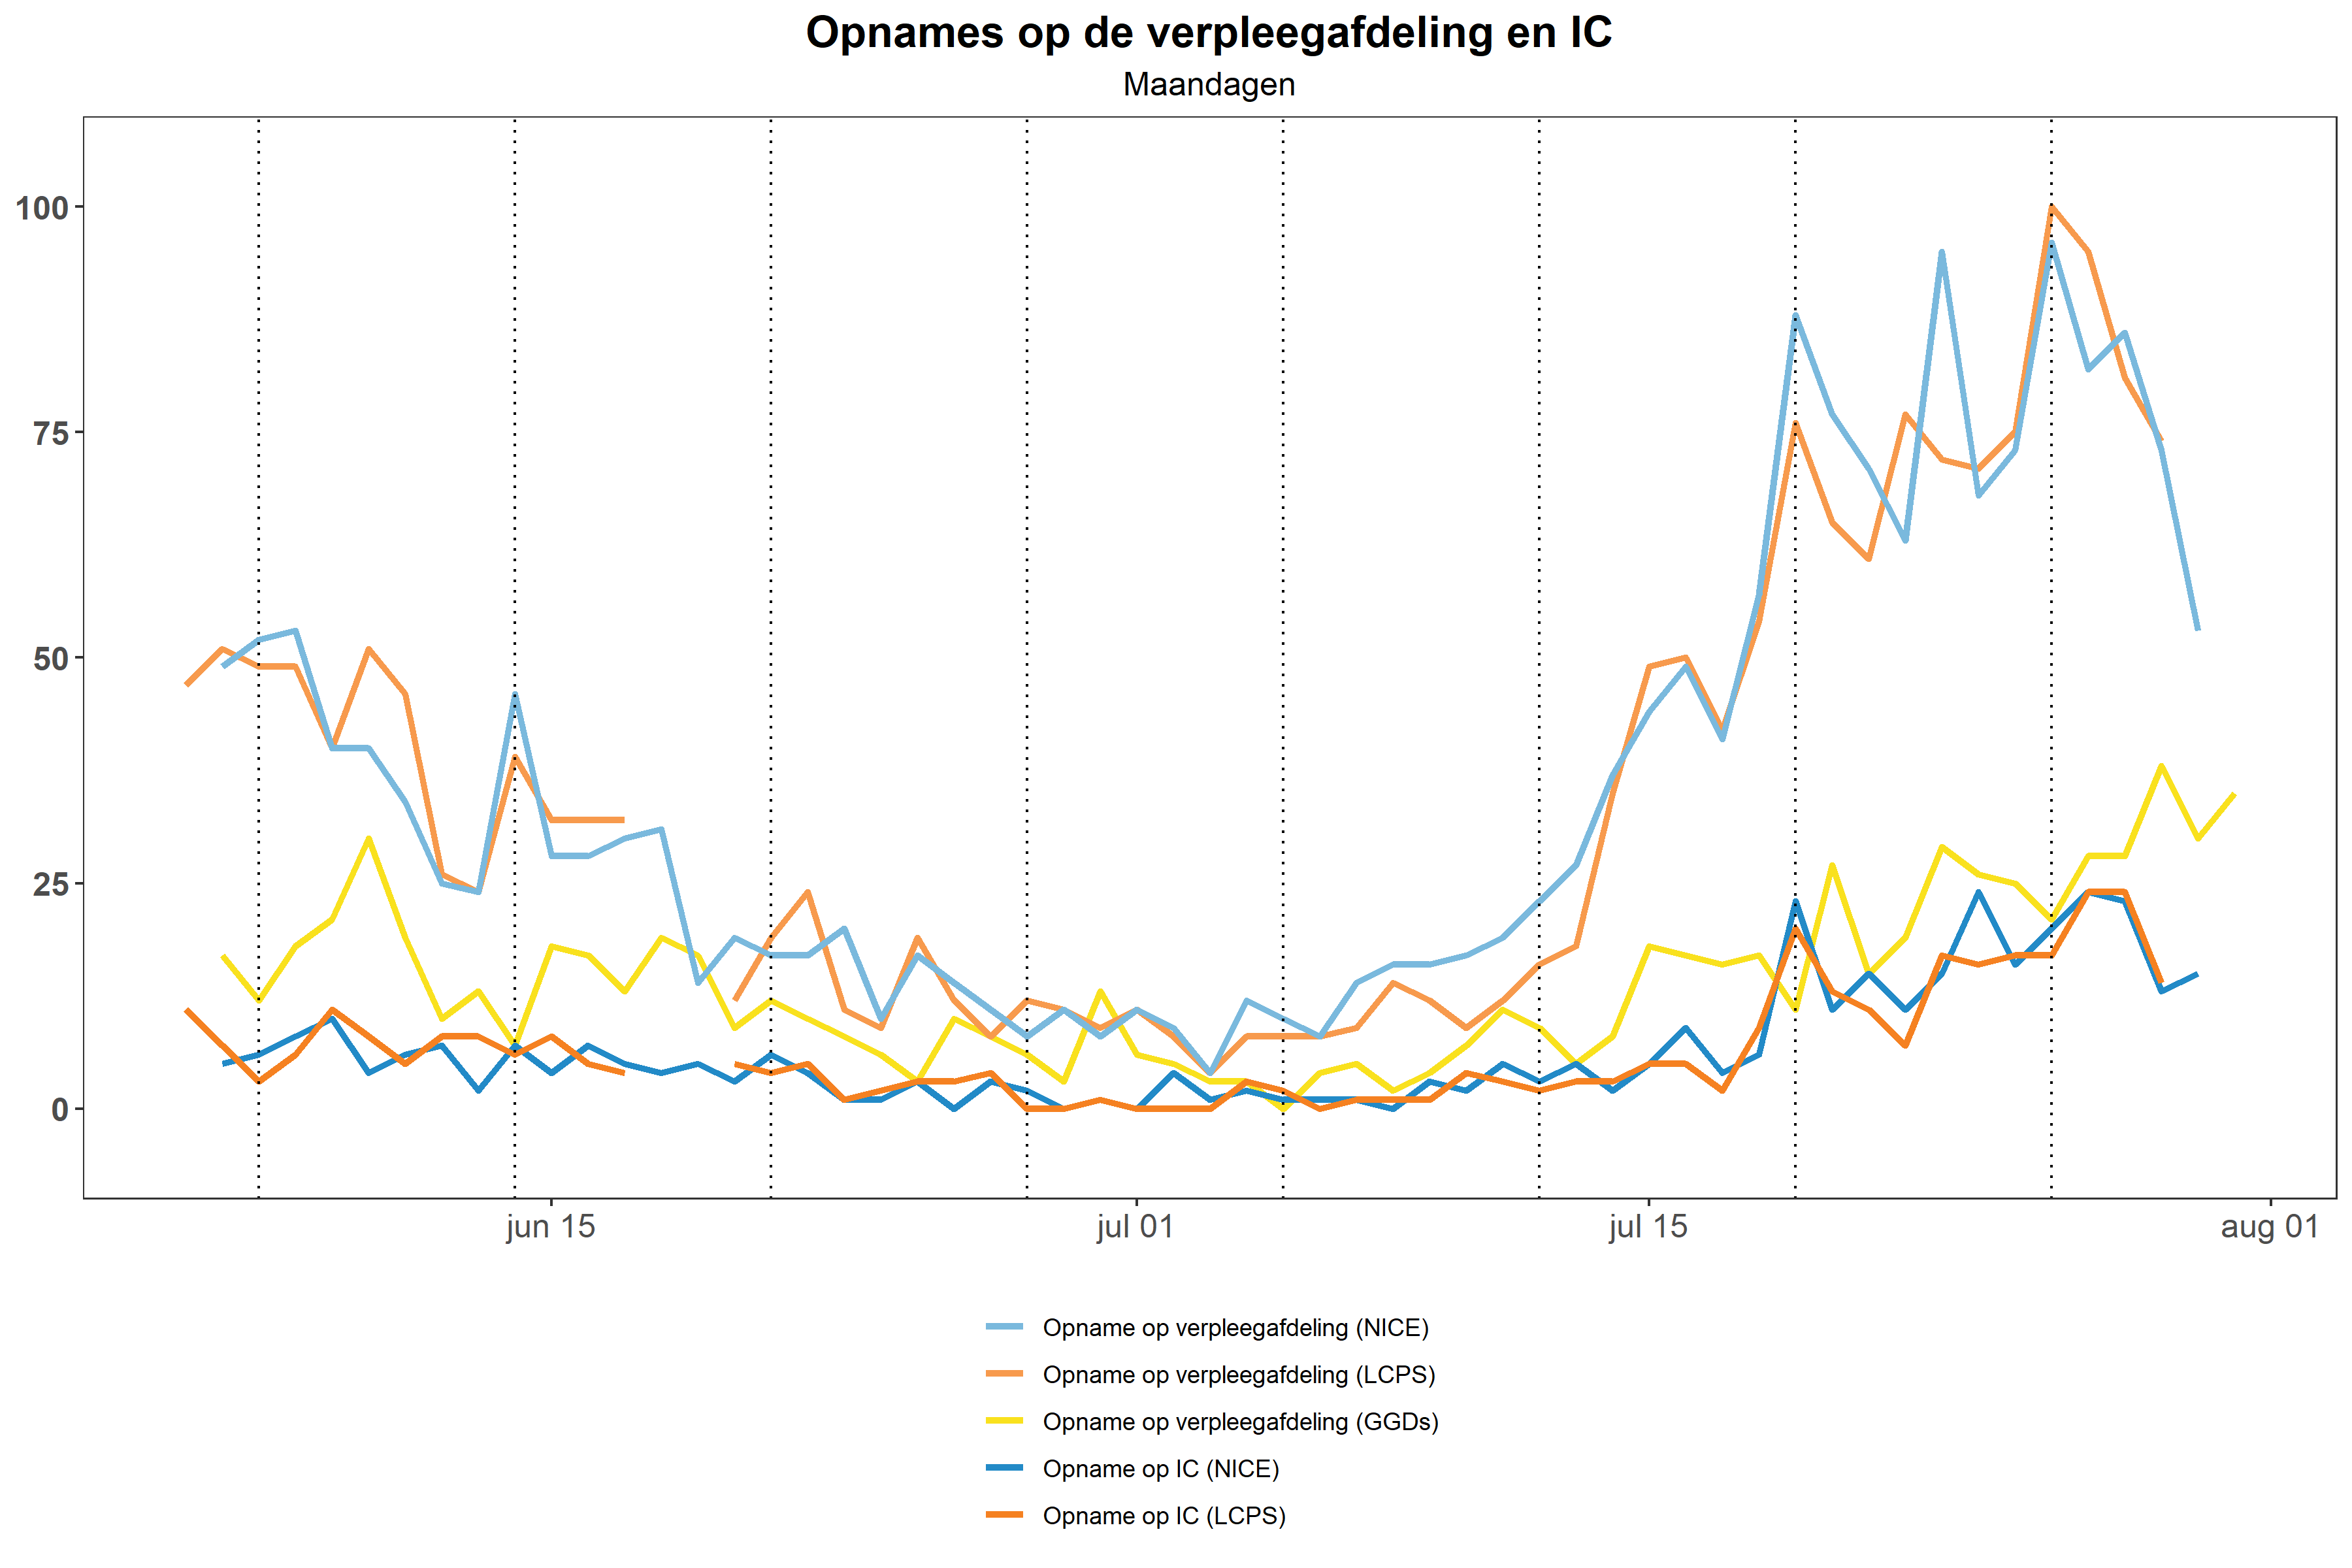 Opnames op de verpleegafdeling en IC
Maandagen
100
75
50
25
0
jun 15 jul 01 jul 15 aug 01
Opname op verpleegafdeling (NICE)
Opname op verpleegafdeling (LCPS)
Opname op verpleegafdeling (GGDs)
Opname op IC (NICE)
Opname op IC (LCPS)